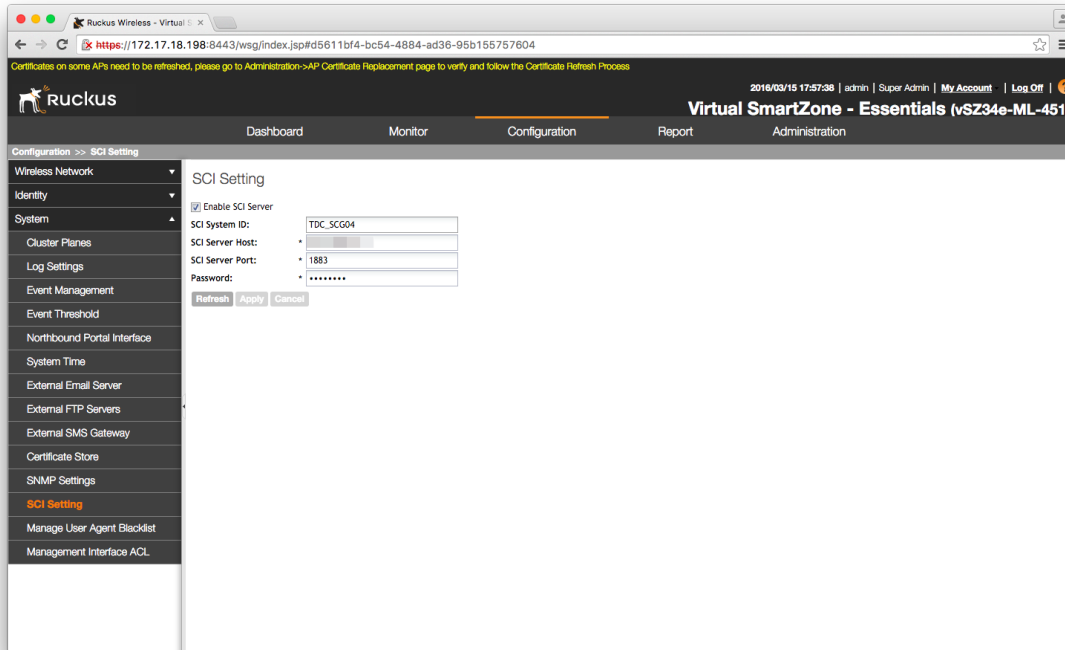 Ruckus Wireless - Virtual S
https://172.17.18.198:8443/wsg/index.jsp#d5611bf4-bc54-4884-ad36-95b155757604
Certificates on some APs need to be refreshed, please go to Administration->AP Certificate Replacement page to verify and follow the Certificate Refresh Process
2016/03/15 17:57:38 | admin | Super Admin | My Account | Log Off |
Ruckus
Virtual SmartZone - Essentials (vSZ34e-ML-451
Dashboard Monitor Configuration Report Administration
Configuration >> SCI Setting
Wireless Network
Identity
System
Cluster Planes
Log Settings
Event Management
Event Threshold
Northbound Portal Interface
System Time
External Email Server
External FTP Servers
External SMS Gateway
Certificate Store
SNMP Settings
SCI Setting
Manage User Agent Blacklist
Management Interface ACL
SCI Setting
Enable SCI Server
SCI System ID: TDC_SCG04
SCI Server Host: *
SCI Server Port: * 1883
Password: * ••••••••
Refresh Apply Cancel